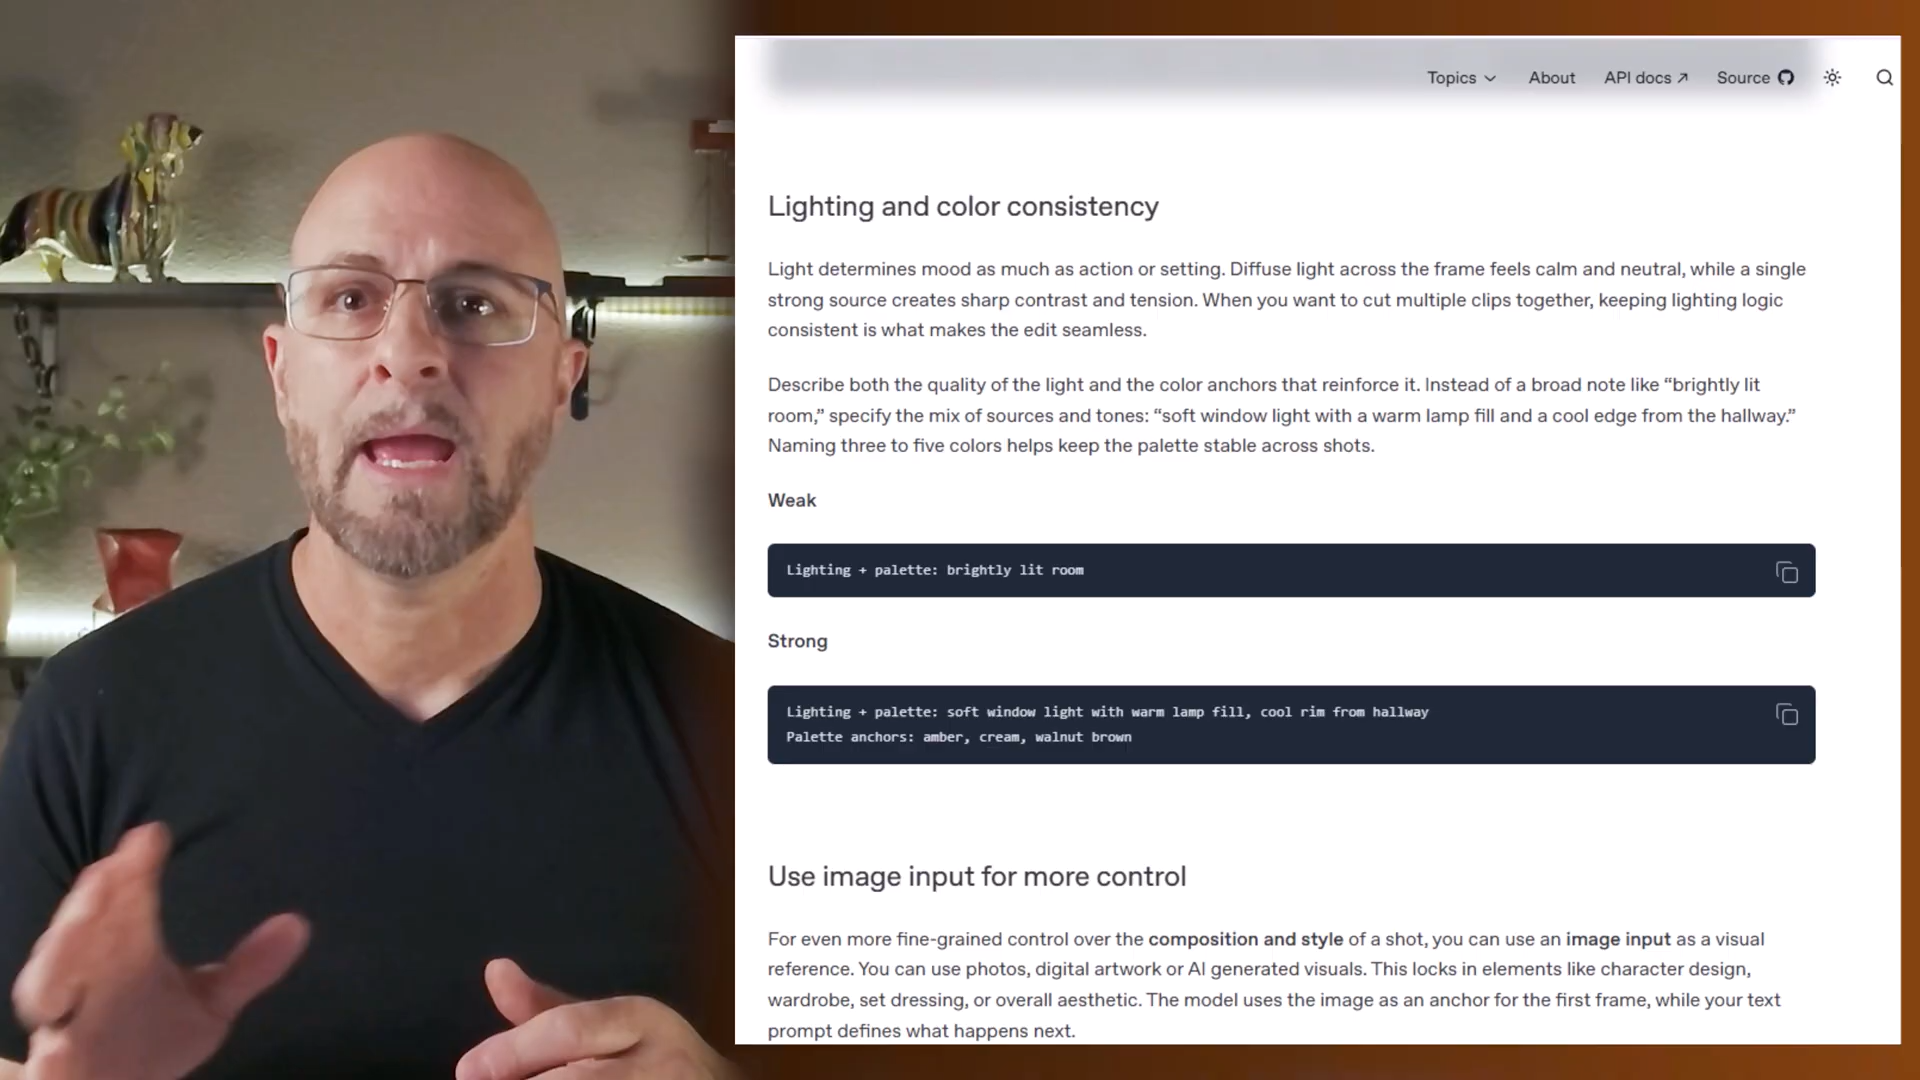 Topics About API docs ↗ Source
Lighting and color consistency
Light determines mood as much as action or setting. Diffuse light across the frame feels calm and neutral, while a single
strong source creates sharp contrast and tension. When you want to cut multiple clips together, keeping lighting logic
consistent is what makes the edit seamless.
Describe both the quality of the light and the color anchors that reinforce it. Instead of a broad note like “brightly lit
room,” specify the mix of sources and tones: “soft window light with a warm lamp fill and a cool edge from the hallway.”
Naming three to five colors helps keep the palette stable across shots.
Weak
Lighting + palette: brightly lit room
Strong
Lighting + palette: soft window light with warm lamp fill, cool rim from hallway
Palette anchors: amber, cream, walnut brown
Use image input for more control
For even more fine-grained control over the composition and style of a shot, you can use an image input as a visual
reference. You can use photos, digital artwork or AI generated visuals. This locks in elements like character design,
wardrobe, set dressing, or overall aesthetic. The model uses the image as an anchor for the first frame, while your text
prompt defines what happens next.